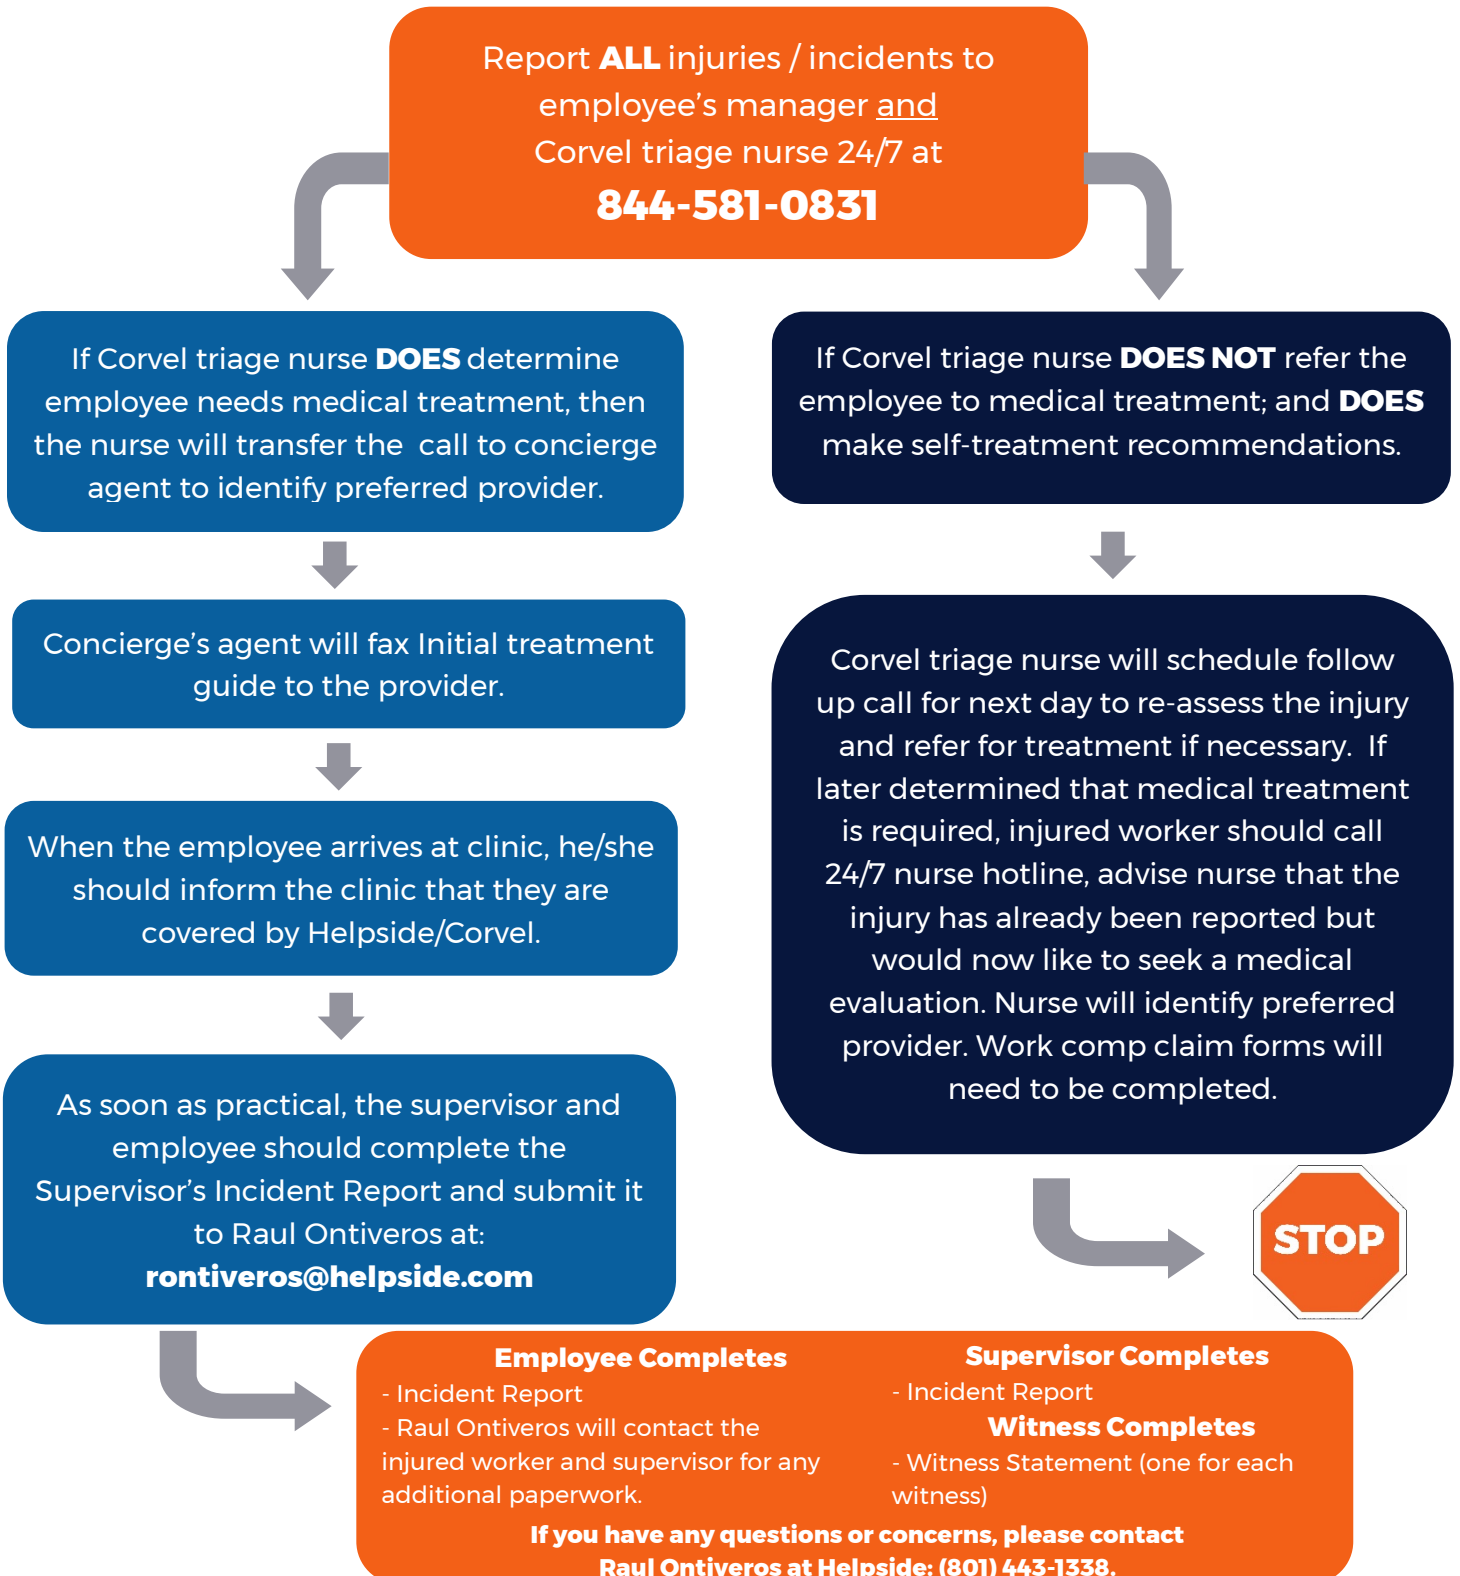 Report ALL injuries / incidents to
employee's manager and
Corvel triage nurse 24/7 at
844-581-0831
If Corvel triage nurse DOES determine
employee needs medical treatment, then
the nurse will transfer the call to concierge
agent to identify preferred provider.
Concierge's agent will fax Initial treatment
guide to the provider.
When the employee arrives at clinic, he/she
should inform the clinic that they are
covered by Helpside/Corvel.
As soon as practical, the supervisor and
employee should complete the
Supervisor's Incident Report and submit it
to Raul Ontiveros at:
rontiveros@helpside.com
If Corvel triage nurse DOES NOT refer the
employee to medical treatment; and DOES
make self-treatment recommendations.
Corvel triage nurse will schedule follow
up call for next day to re-assess the injury
and refer for treatment if necessary. If
later determined that medical treatment
is required, injured worker should call
24/7 nurse hotline, advise nurse that the
injury has already been reported but
would now like to seek a medical
evaluation. Nurse will identify preferred
provider. Work comp claim forms will
need to be completed.
STOP
Employee Completes
- Incident Report
- Raul Ontiveros will contact the
injured worker and supervisor for any
additional paperwork.
Supervisor Completes
- Incident Report
Witness Completes
- Witness Statement (one for each
witness)
If you have any questions or concerns, please contact
Raul Ontiveros at Helpside: (801) 443-1338.